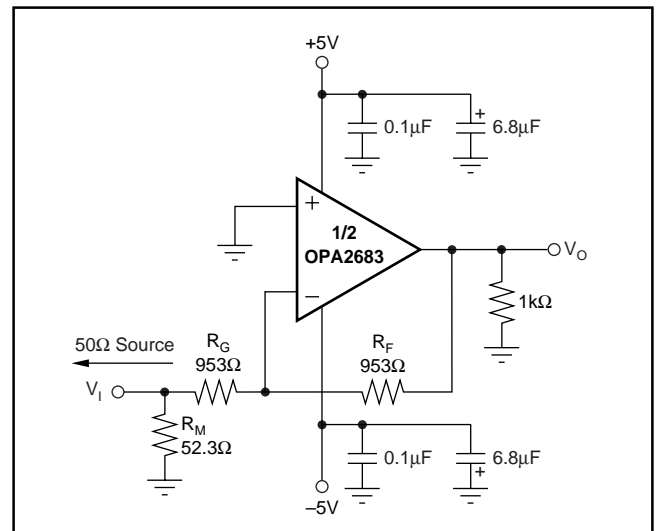 +5V
0.1µF
+
6.8µF
+
1/2
OPA2683
−
V_O
1kΩ
50Ω Source
R_G
953Ω
R_F
953Ω
V_I
R_M
52.3Ω
0.1µF
6.8µF
+
−5V